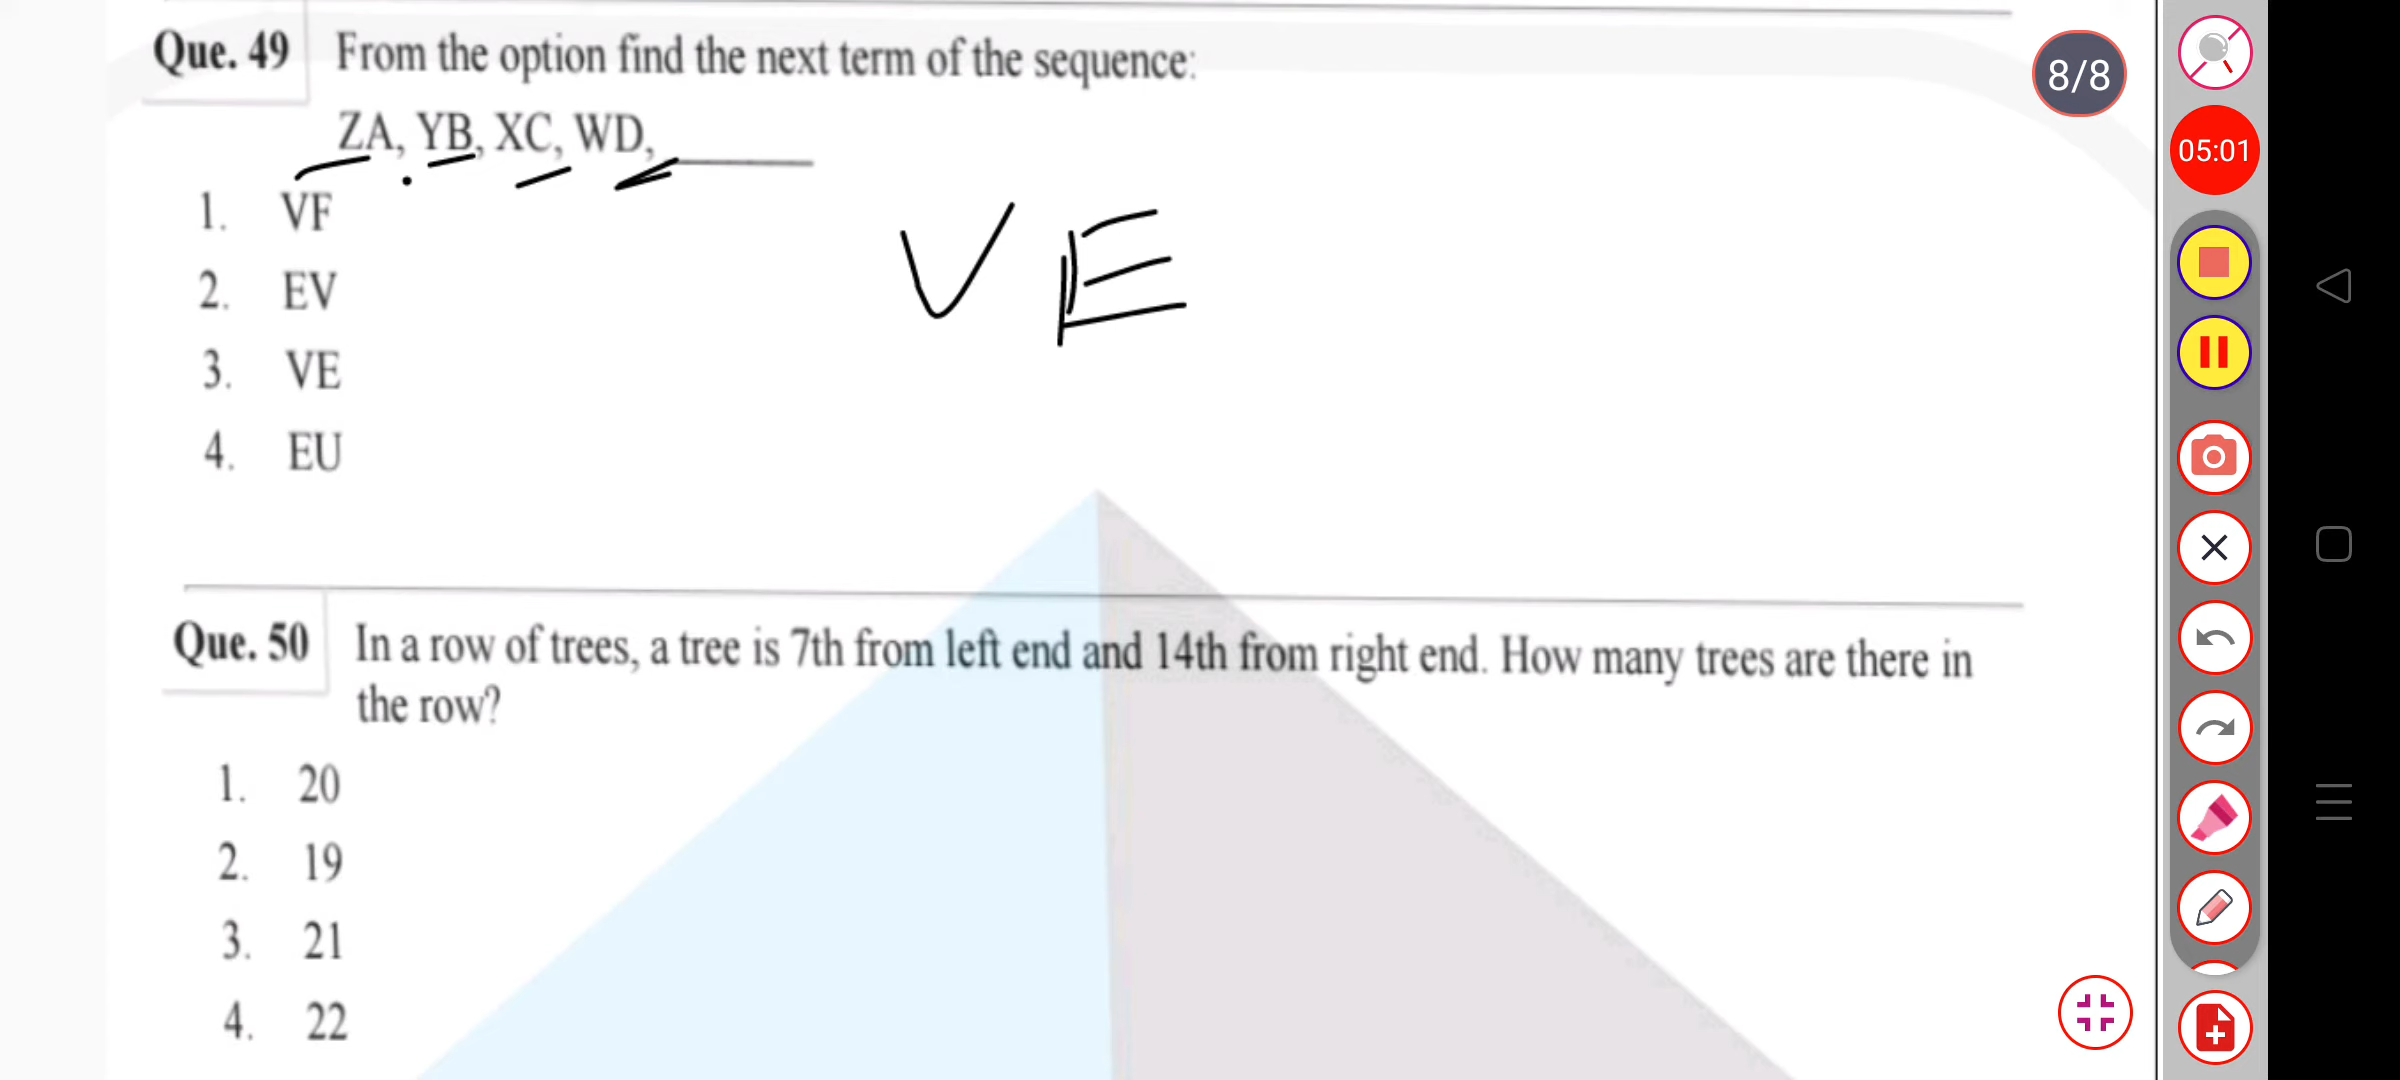 Que. 49 From the option find the next term of the sequence:
ZA, YB, XC, WD, ______
1. VF
2. EV
3. VE
4. EU
V E
Que. 50 In a row of trees, a tree is 7th from left end and 14th from right end. How many trees are there in
the row?
1. 20
2. 19
3. 21
4. 22
8/8
05:01